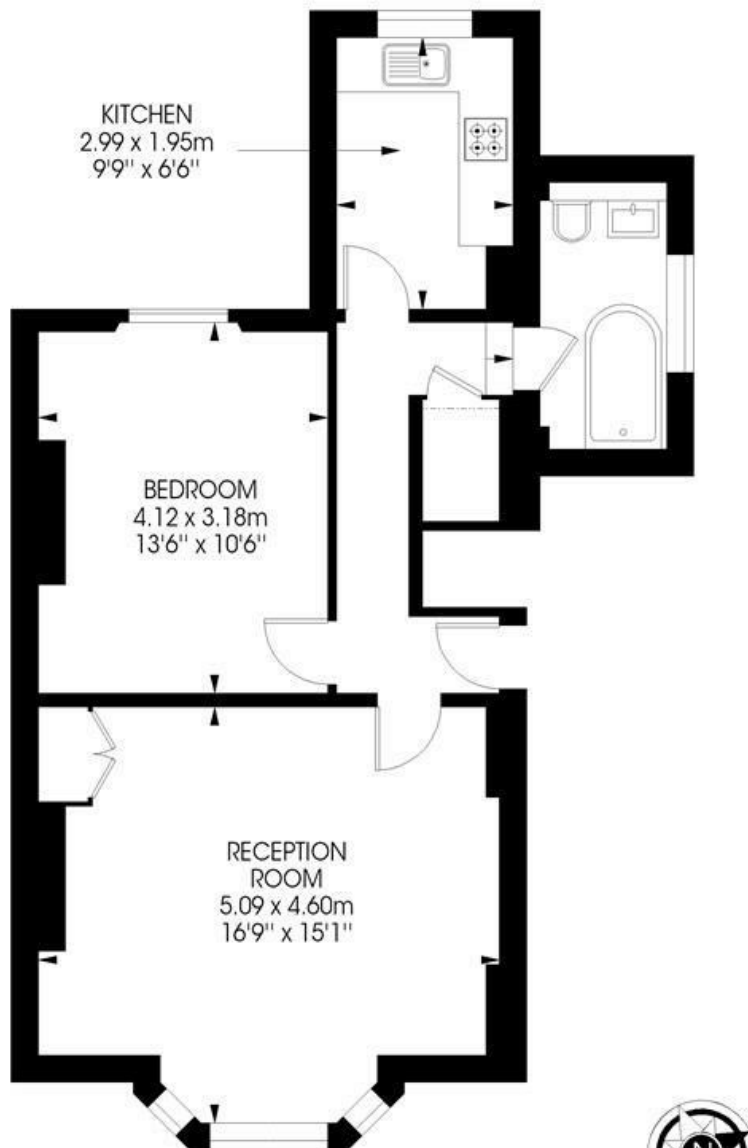 KITCHEN
2.99 x 1.95m
9'9" x 6'6"
BEDROOM
4.12 x 3.18m
13'6" x 10'6"
RECEPTION
ROOM
5.09 x 4.60m
16'9" x 15'1"
N